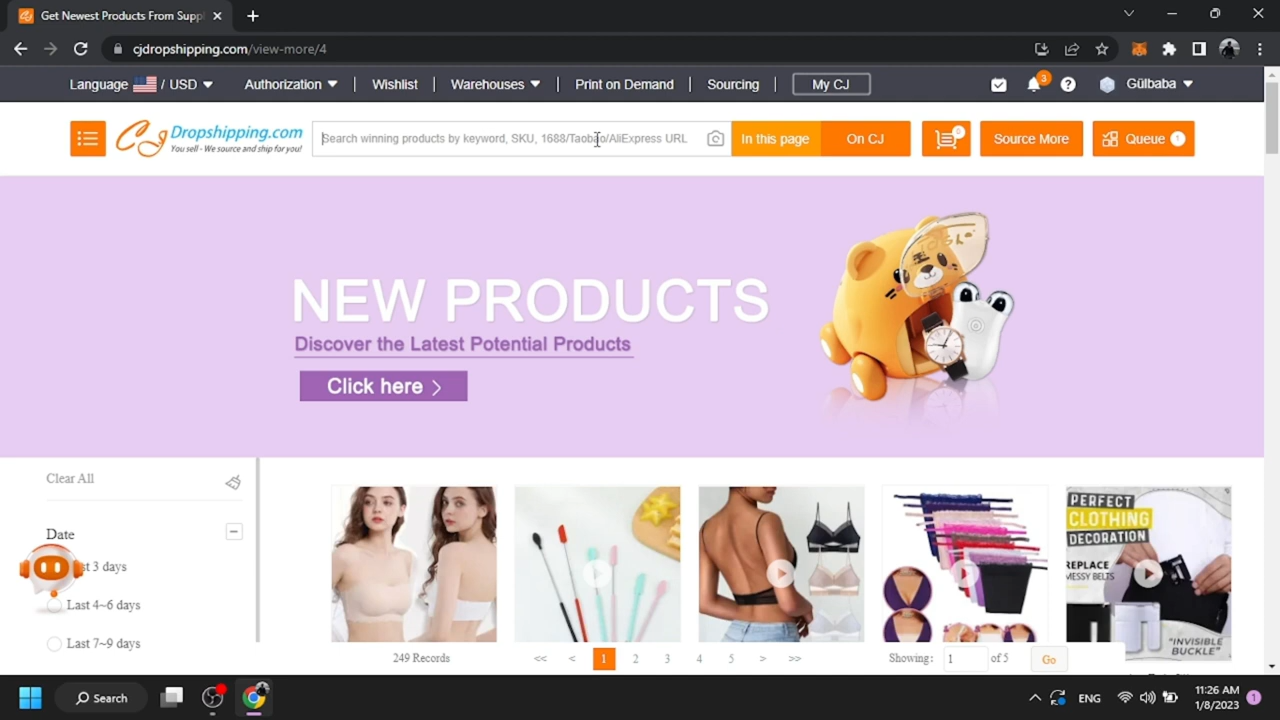 Get Newest Products From Supp
cjdropshipping.com/view-more/4
Language / USD
Authorization
Wishlist
Warehouses
Print on Demand
Sourcing
My CJ
3
Gülbaba
CJ Dropshipping.com
You sell - We source and ship for you!
Search winning products by keyword, SKU, 1688/Taobao/AliExpress URL
In this page
On CJ
0
Source More
Queue 1
NEW PRODUCTS
Discover the Latest Potential Products
Click here >
Clear All
Date
st 3 days
Last 4~6 days
Last 7~9 days
PERFECT
CLOTHING
DECORATION
REPLACE
MESSY BELTS
"INVISIBLE
BUCKLE"
249 Records
<< < 1 2 3 4 5 > >>
Showing: 1 of 5 Go
Search
ENG
11:26 AM
1/8/2023
1